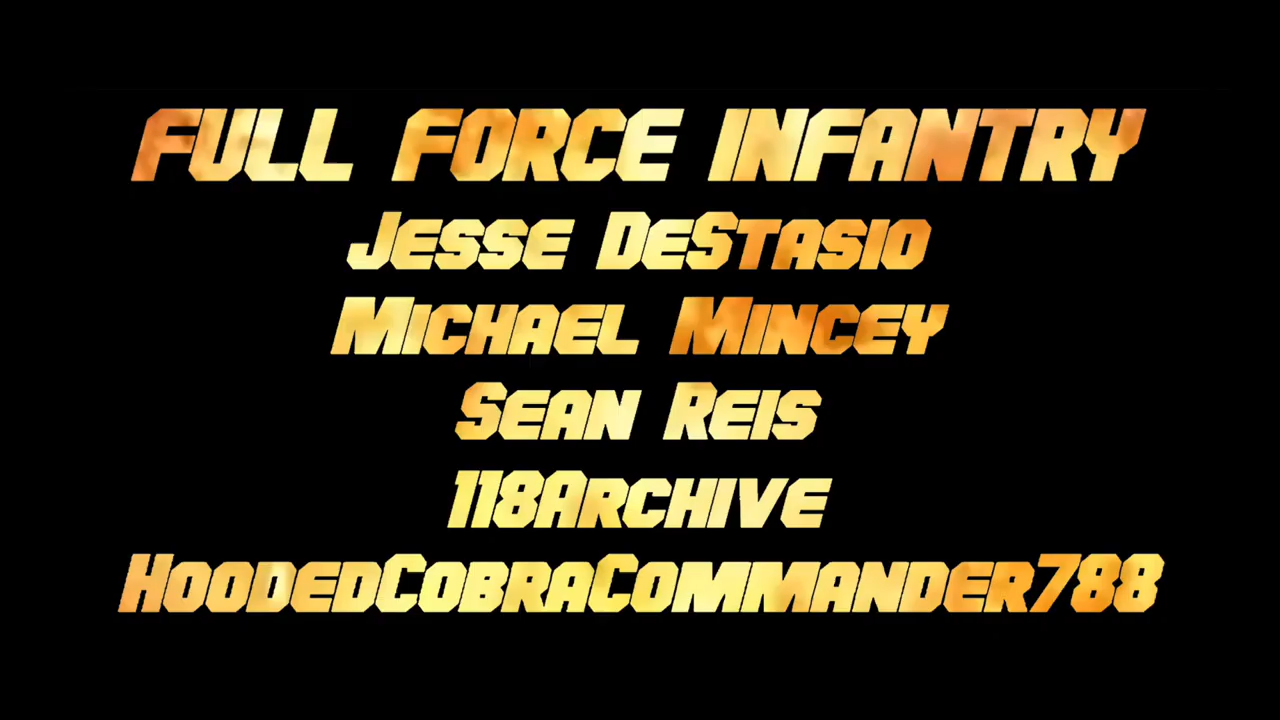 FULL FORCE INFANTRY
Jesse DeStasio
Michael Mincey
Sean Reis
118Archive
HoodedCobraCommander788